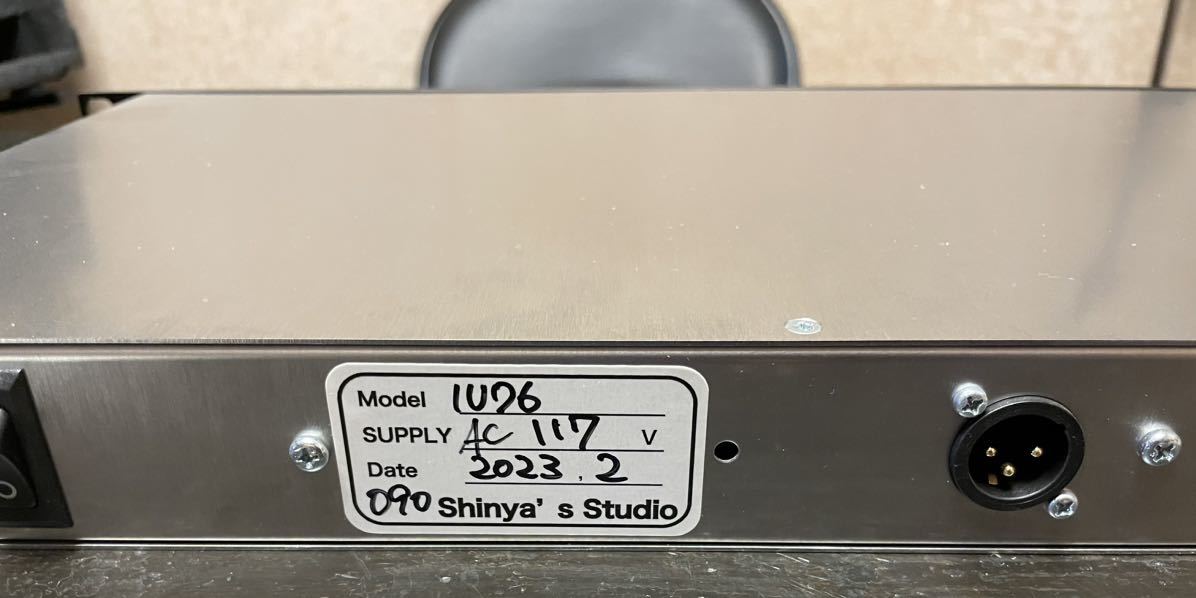 Model 1U76
SUPPLY AC 117 V
Date 2023.2
090 Shinya's Studio